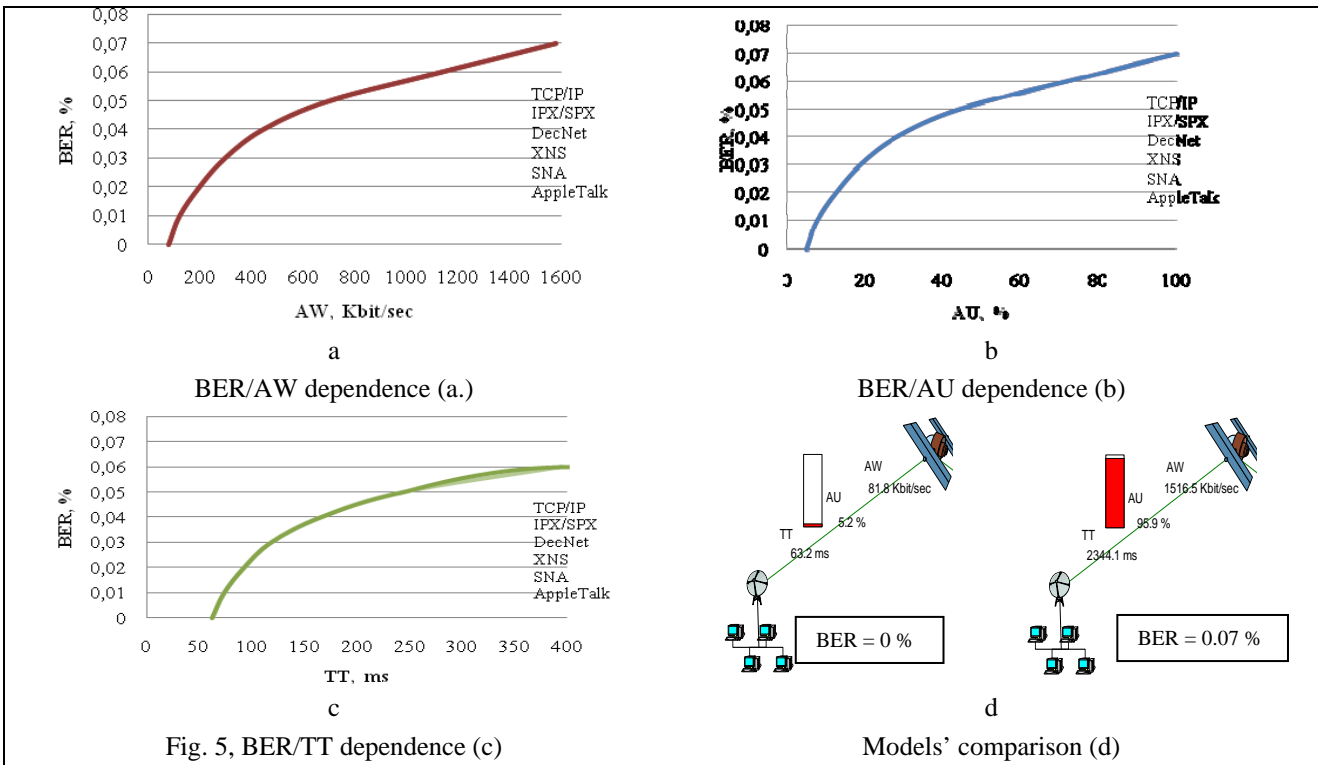 0,08
0,07
0,06
0,05
0,04
0,03
0,02
0,01
0
BER, %
TCP/IP
IPX/SPX
DecNet
XNS
SNA
AppleTalk
0 200 400 600 800 1000 1200 1400 1600
AW, Kbit/sec
a
BER/AW dependence (a.)
0,08
0,07
0,06
0,05
0,04
0,03
0,02
0,01
0
BER, %
TCP/IP
IPX/SPX
DecNet
XNS
SNA
AppleTalk
0 20 40 60 80 100
AU, %
b
BER/AU dependence (b)
0,08
0,07
0,06
0,05
0,04
0,03
0,02
0,01
0
BER, %
TCP/IP
IPX/SPX
DecNet
XNS
SNA
AppleTalk
0 50 100 150 200 250 300 350 400
TT, ms
c
Fig. 5, BER/TT dependence (c)
AW
81.8 Kbit/sec
AU
5.2 %
TT
63.2 ms
BER = 0 %
AW
1516.5 Kbit/sec
AU
95.9 %
TT
2344.1 ms
BER = 0.07 %
d
Models’ comparison (d)